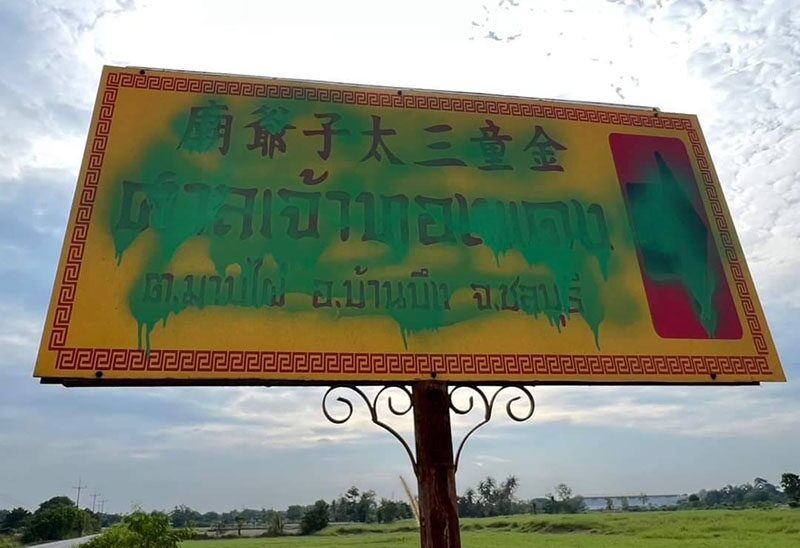 金童三太子爺廟
ศาลเจ้า
ต.มาบไผ่ อ.บ้านบึง จ.ชลบุรี